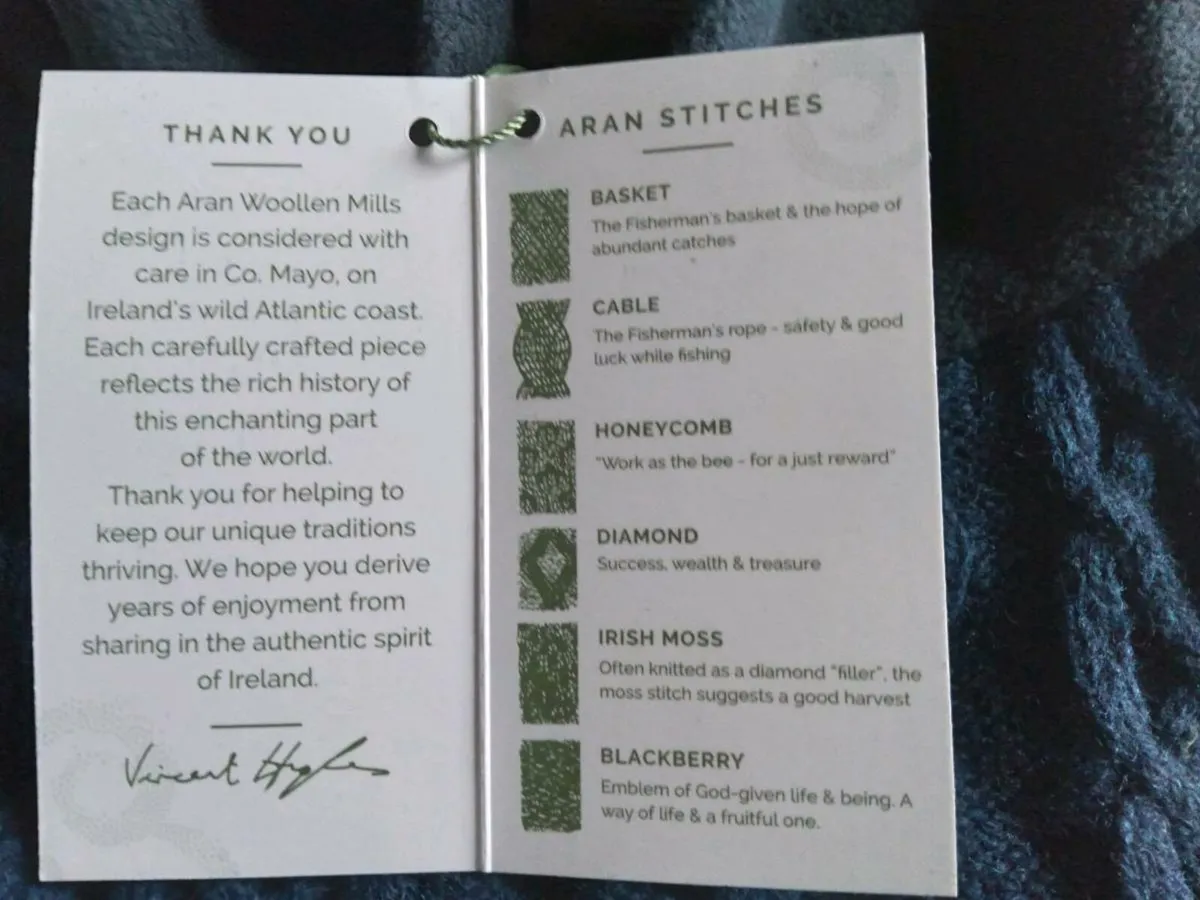 THANK YOU
Each Aran Woollen Mills
design is considered with
care in Co. Mayo, on
Ireland's wild Atlantic coast.
Each carefully crafted piece
reflects the rich history of
this enchanting part
of the world.
Thank you for helping to
keep our unique traditions
thriving. We hope you derive
years of enjoyment from
sharing in the authentic spirit
of Ireland.
Vincent Hughes
ARAN STITCHES
BASKET
The Fisherman's basket & the hope of
abundant catches
CABLE
The Fisherman's rope - safety & good
luck while fishing
HONEYCOMB
"Work as the bee - for a just reward"
DIAMOND
Success, wealth & treasure
IRISH MOSS
Often knitted as a diamond "filler", the
moss stitch suggests a good harvest
BLACKBERRY
Emblem of God-given life & being. A
way of life & a fruitful one.